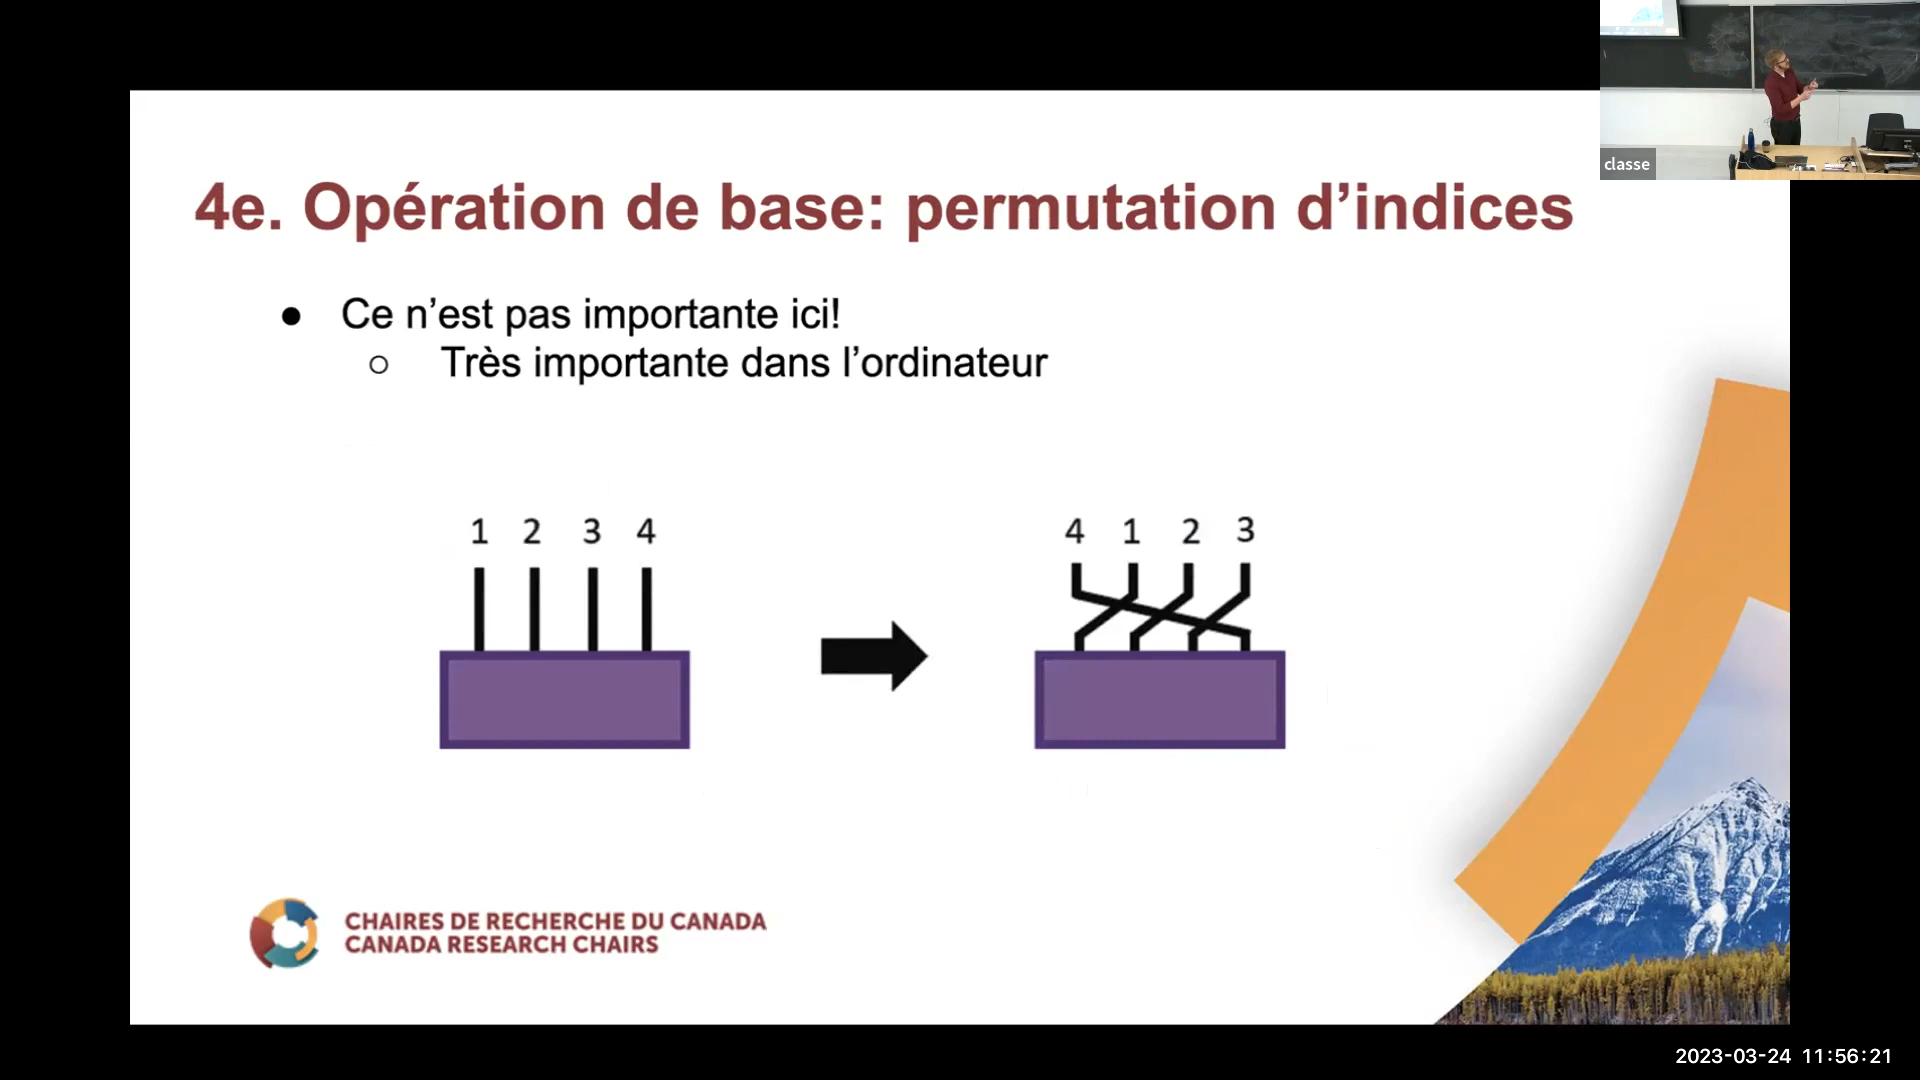 classe
4e. Opération de base: permutation d’indices
● Ce n’est pas importante ici!
○ Très importante dans l’ordinateur
1 2 3 4
4 1 2 3
CHAIRES DE RECHERCHE DU CANADA
CANADA RESEARCH CHAIRS
2023-03-24 11:56:21